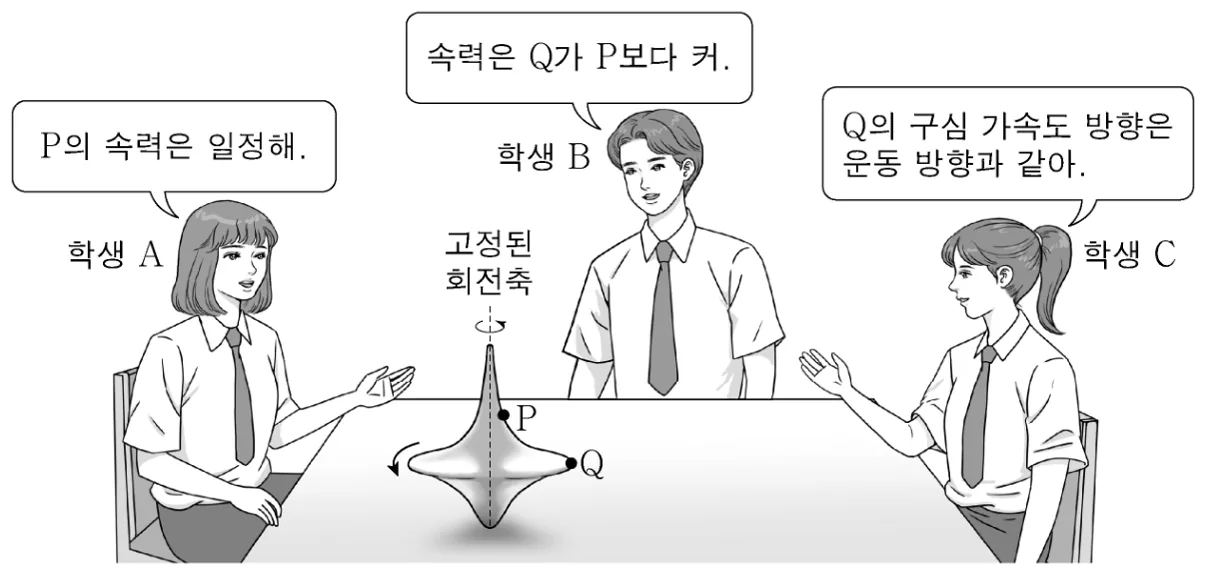 속력은 Q가 P보다 커.
P의 속력은 일정해.
Q의 구심 가속도 방향은
운동 방향과 같아.
학생 B
학생 A
고정된
회전축
학생 C
P
Q